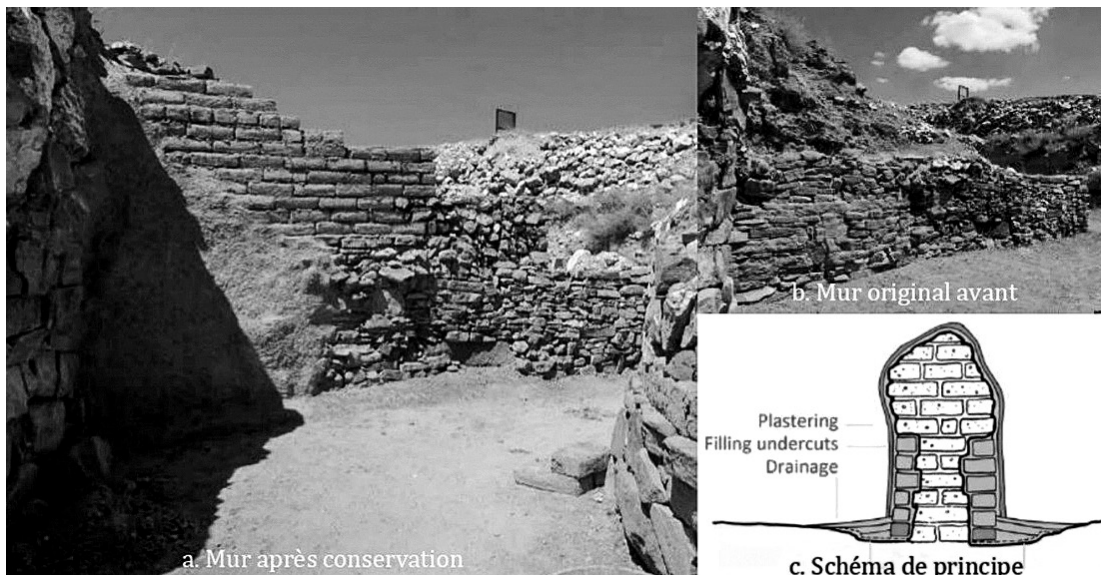 a. Mur après conservation
b. Mur original avant
Plastering
Filling undercuts
Drainage
c. Schéma de principe